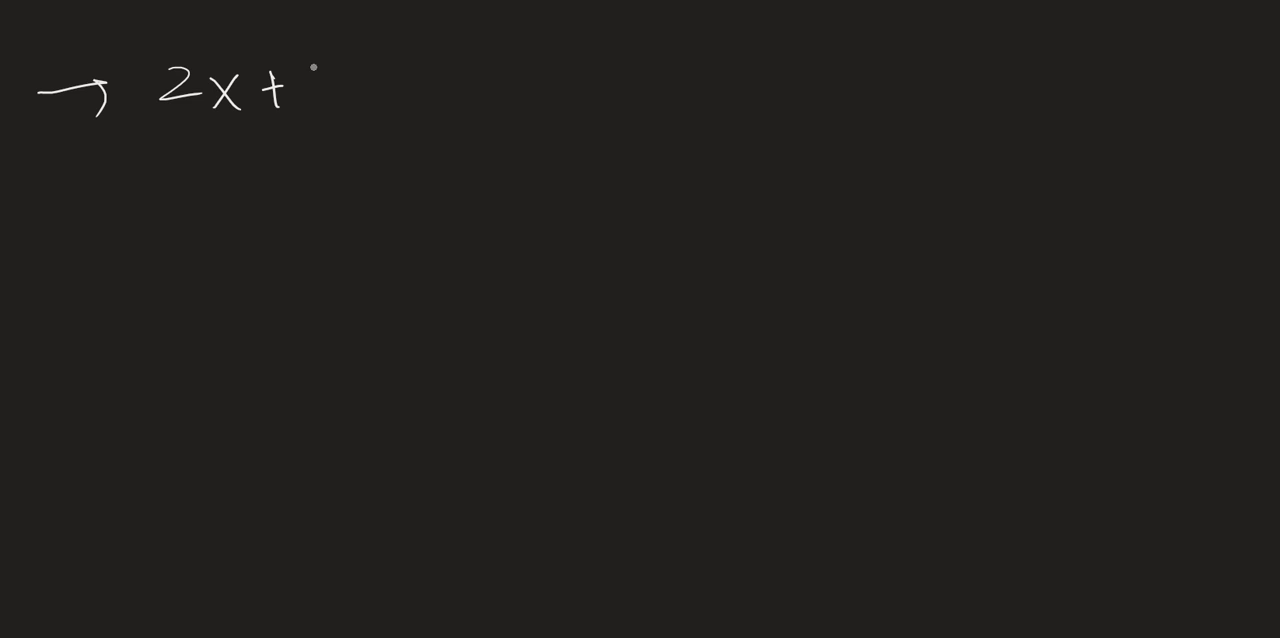 → 2x +